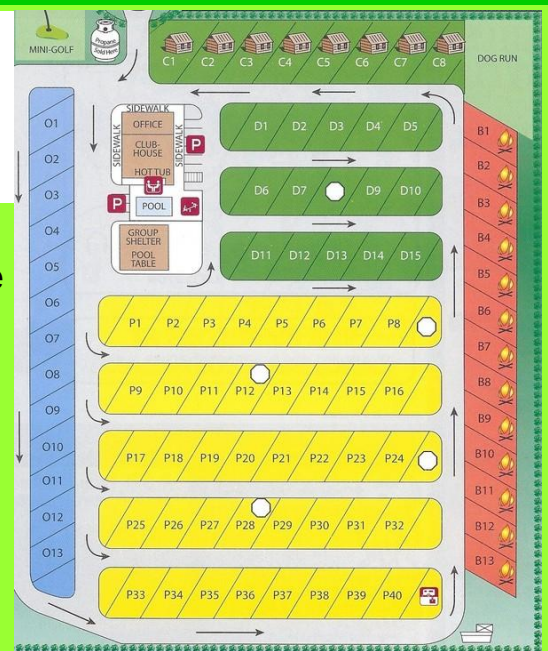 MINI-GOLF
Propane
Sold Here
C1 C2 C3 C4 C5 C6 C7 C8
DOG RUN
O1
O2
O3
O4
O5
O6
O7
O8
O9
O10
O11
O12
O13
SIDEWALK
SIDEWALK
SIDEWALK
OFFICE
CLUB-
HOUSE
HOT TUB
P
P
POOL
GROUP
SHELTER
POOL
TABLE
D1 D2 D3 D4 D5
D6 D7 D9 D10
D11 D12 D13 D14 D15
P1 P2 P3 P4 P5 P6 P7 P8
P9 P10 P11 P12 P13 P14 P15 P16
P17 P18 P19 P20 P21 P22 P23 P24
P25 P26 P27 P28 P29 P30 P31 P32
P33 P34 P35 P36 P37 P38 P39 P40
B1
B2
B3
B4
B5
B6
B7
B8
B9
B10
B11
B12
B13
e